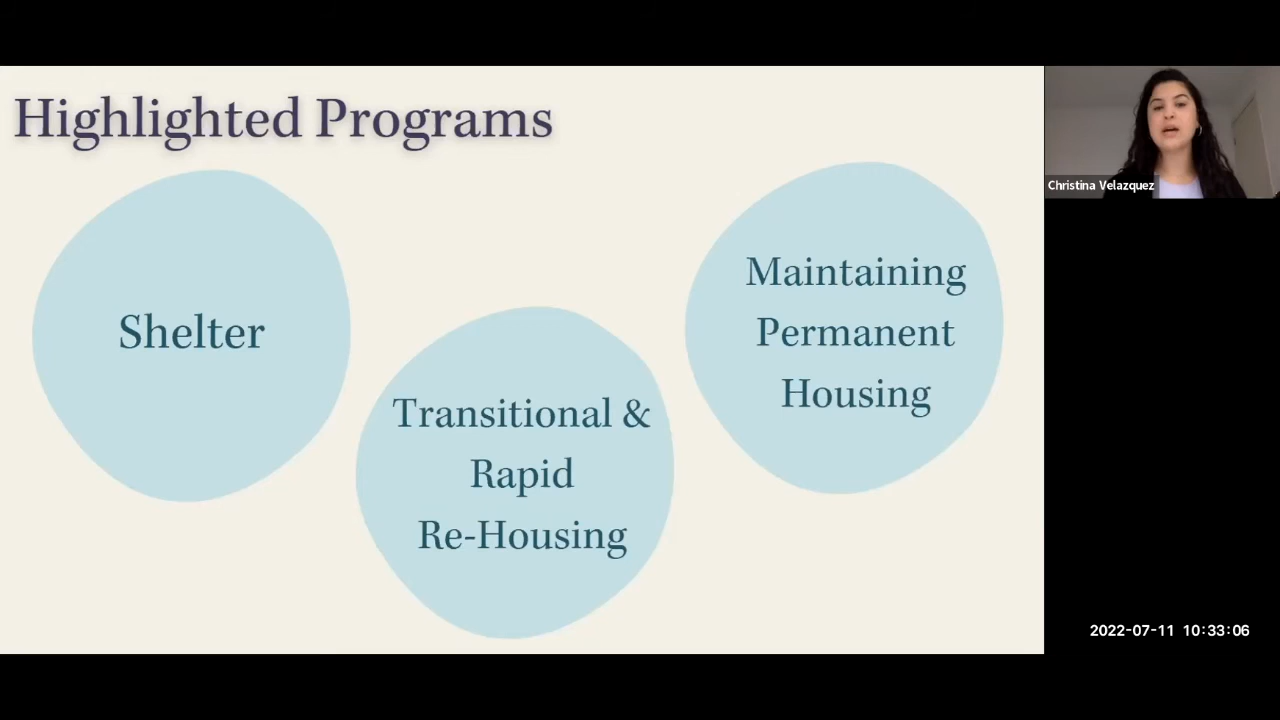 Highlighted Programs
Shelter
Transitional &
Rapid
Re-Housing
Maintaining
Permanent
Housing
Christina Velazquez
2022-07-11 10:33:06